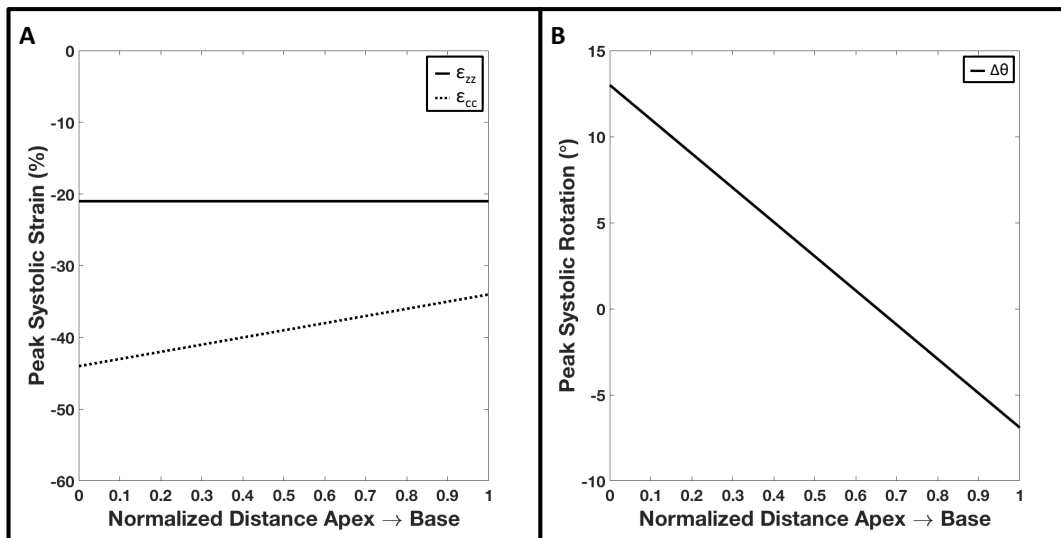 A
0
-10
-20
-30
-40
-50
-60
Peak Systolic Strain (%)
εzz
εcc
0 0.1 0.2 0.3 0.4 0.5 0.6 0.7 0.8 0.9 1
Normalized Distance Apex → Base
B
15
10
5
0
-5
-10
Peak Systolic Rotation (°)
Δθ
0 0.1 0.2 0.3 0.4 0.5 0.6 0.7 0.8 0.9 1
Normalized Distance Apex → Base